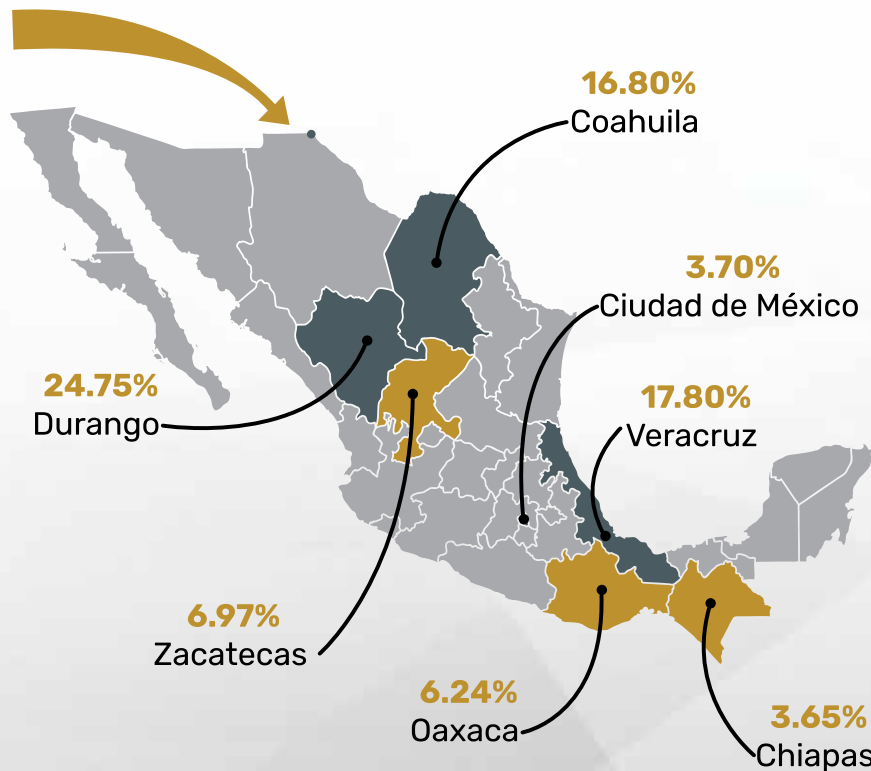 16.80%
Coahuila
3.70%
Ciudad de México
24.75%
Durango
17.80%
Veracruz
6.97%
Zacatecas
6.24%
Oaxaca
3.65%
Chiapas